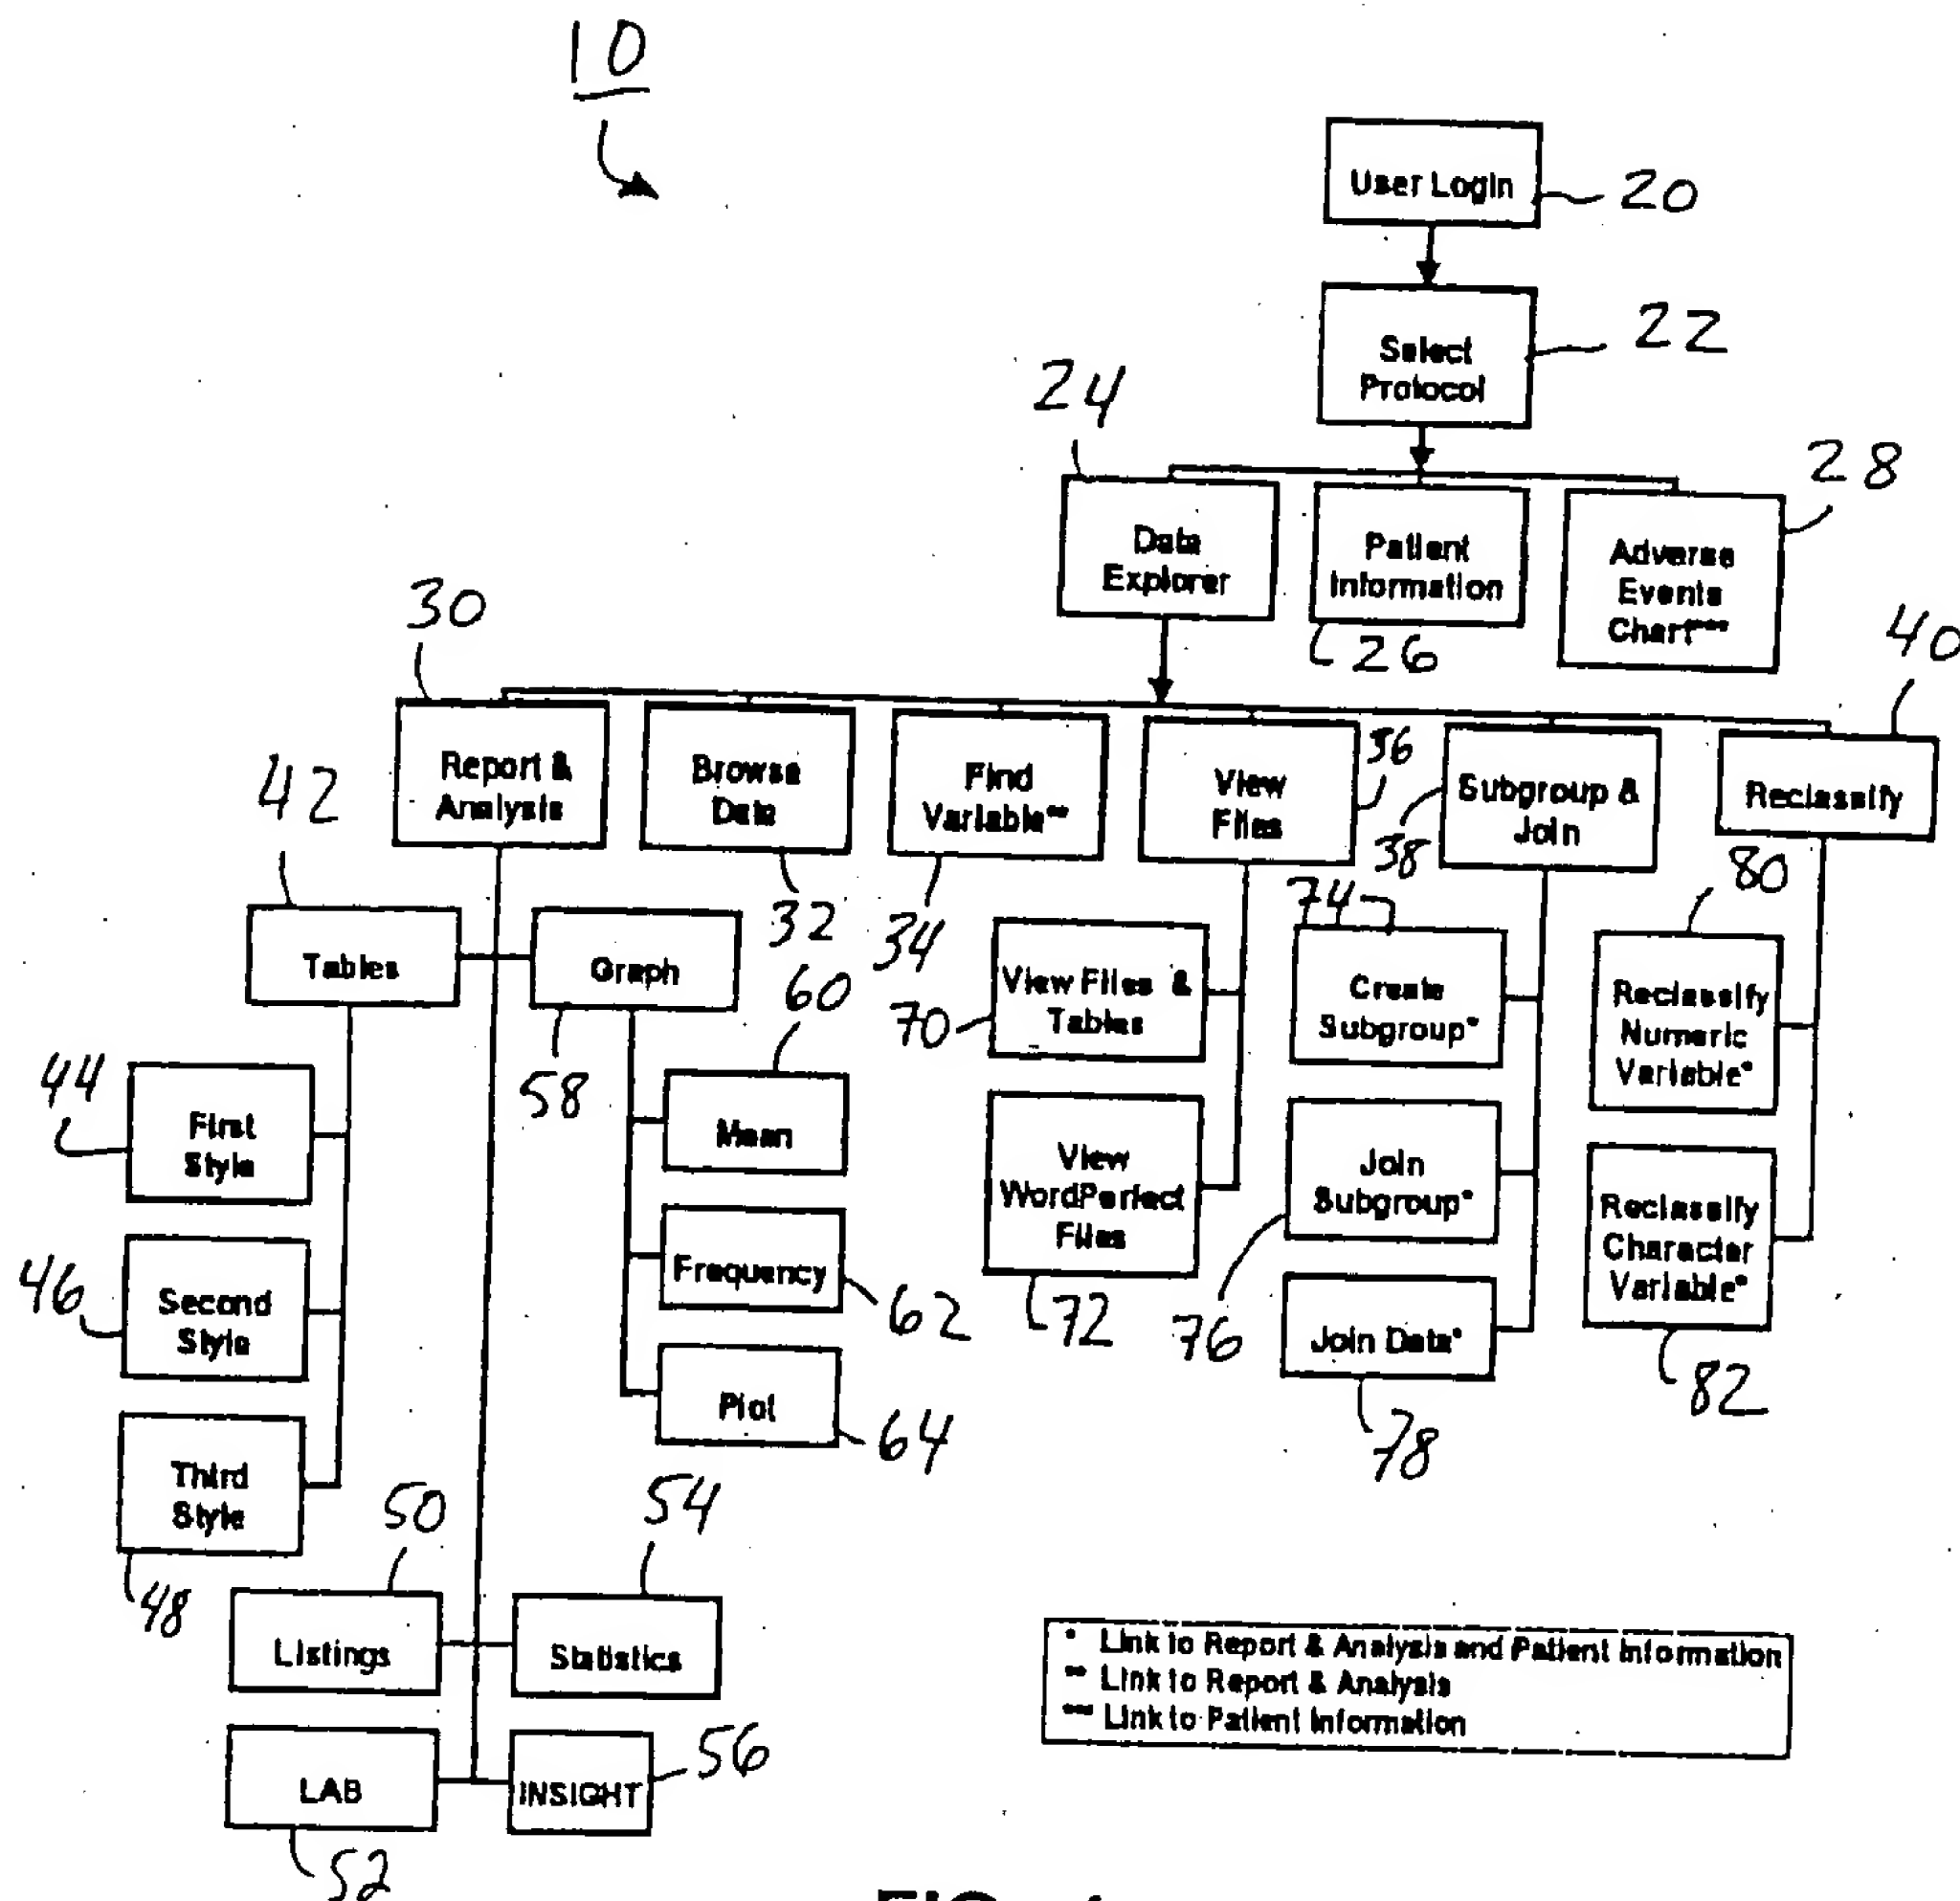 10
User Login
20
Select
Protocol
22
24
28
Data
Explorer
Patient
Information
Adverse
Events
Chart***
26
30
40
Report &
Analysis
Browse
Data
Find
Variable**
View
Files
36
Subgroup &
Join
38
Reclassify
42
32
34
74
80
Tables
Graph
58
60
View Files &
Tables
70
Create
Subgroup*
Reclassify
Numeric
Variable*
44
First
Style
Mean
View
WordPerfect
Files
72
Join
Subgroup*
76
Reclassify
Character
Variable*
82
46
Second
Style
Frequency
62
Join Data*
78
Third
Style
48
Plot
64
50
54
Listings
Statistics
LAB
INSIGHT
56
52
* Link to Report & Analysis and Patient Information
** Link to Report & Analysis
*** Link to Patient Information